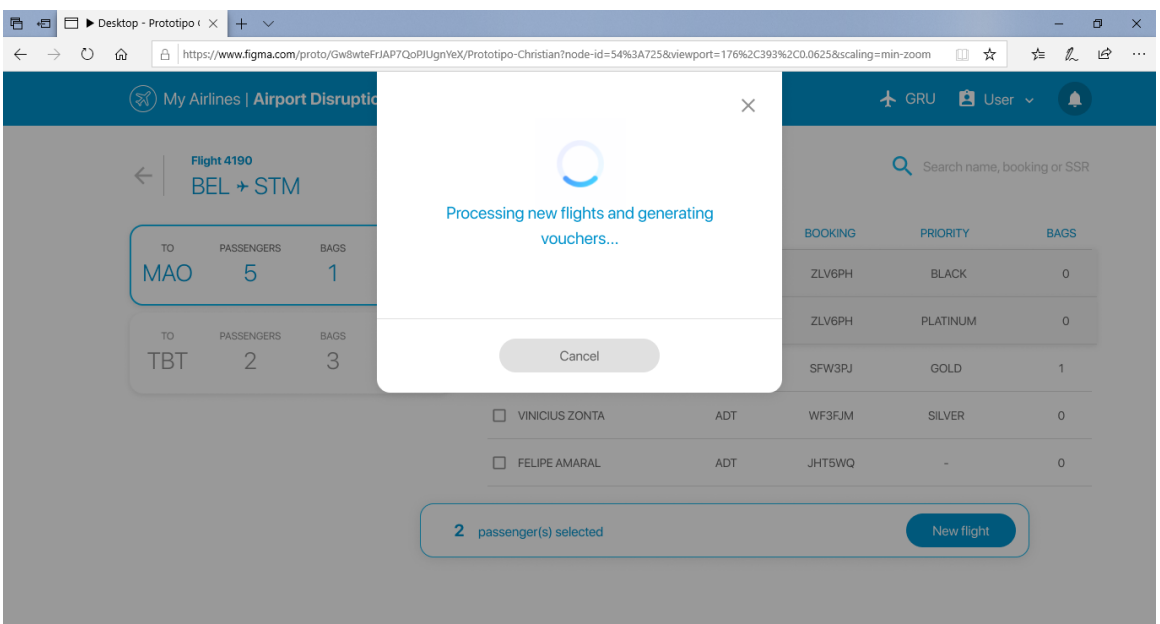 Desktop - Prototipo
https://www.figma.com/proto/Gw8wteFrJAP7QoPJUgnYeX/Prototipo-Christian?node-id=54%3A725&viewport=176%2C393%2C0.0625&scaling=min-zoom
My Airlines | Airport Disruptic
GRU
User
Flight 4190
BEL STM
Search name, booking or SSR
Processing new flights and generating
vouchers...
Cancel
TO PASSENGERS BAGS
MAO 5 1
TO PASSENGERS BAGS
TBT 2 3
BOOKING PRIORITY BAGS
ZLV6PH BLACK 0
ZLV6PH PLATINUM 0
SFW3PJ GOLD 1
VINICIUS ZONTA ADT WF3FJM SILVER 0
FELIPE AMARAL ADT JHT5WQ - 0
2 passenger(s) selected
New flight